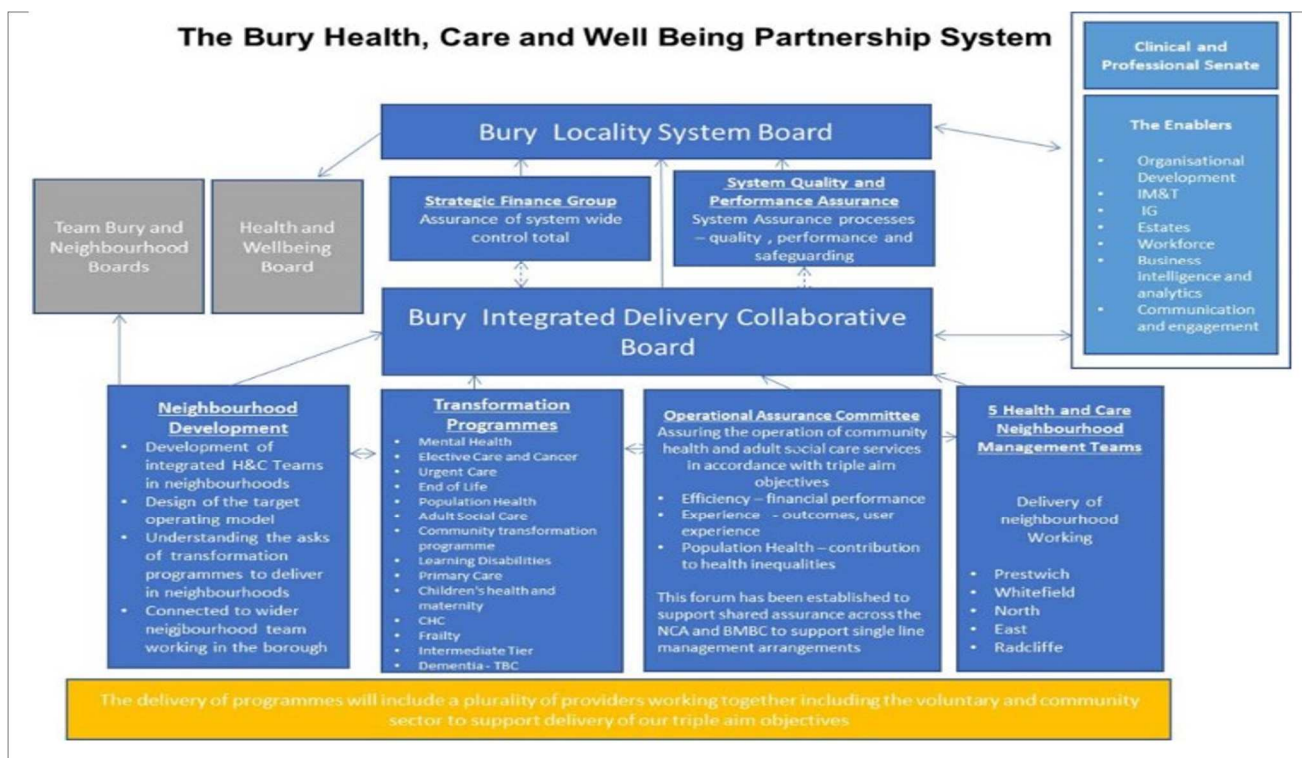 The Bury Health, Care and Well Being Partnership System
Clinical and
Professional Senate
The Enablers
• Organisational
Development
• IM&T
• IG
• Estates
• Workforce
• Business
intelligence and
analytics
• Communication
and engagement
Bury Locality System Board
Team Bury and
Neighbourhood
Boards
Health and
Wellbeing
Board
Strategic Finance Group
Assurance of system wide
control total
System Quality and
Performance Assurance
System Assurance processes
– quality , performance and
safeguarding
Bury Integrated Delivery Collaborative
Board
Neighbourhood
Development
• Development of
integrated H&C Teams
in neighbourhoods
• Design of the target
operating model
• Understanding the asks
of transformation
programmes to deliver
in neighbourhoods
• Connected to wider
neigibourhood team
working in the borough
Transformation
Programmes
• Mental Health
• Elective Care and Cancer
• Urgent Care
• End of Life
• Population Health
• Adult Social Care
• Community transformation
programme
• Learning Disabilities
• Primary Care
• Children's health and
maternity
• CHC
• Frailty
• Intermediate Tier
• Dementia - TBC
Operational Assurance Committee
Assuring the operation of community
health and adult social care services
in accordance with triple aim
objectives
• Efficiency – financial performance
• Experience - outcomes, user
experience
• Population Health – contribution
to health inequalities
This forum has been established to
support shared assurance across the
NCA and BMBC to support single line
management arrangements
5 Health and Care
Neighbourhood
Management Teams
Delivery of
neighbourhood
Working
• Prestwich
• Whitefield
• North
• East
• Radcliffe
The delivery of programmes will include a plurality of providers working together including the voluntary and community
sector to support delivery of our triple aim objectives